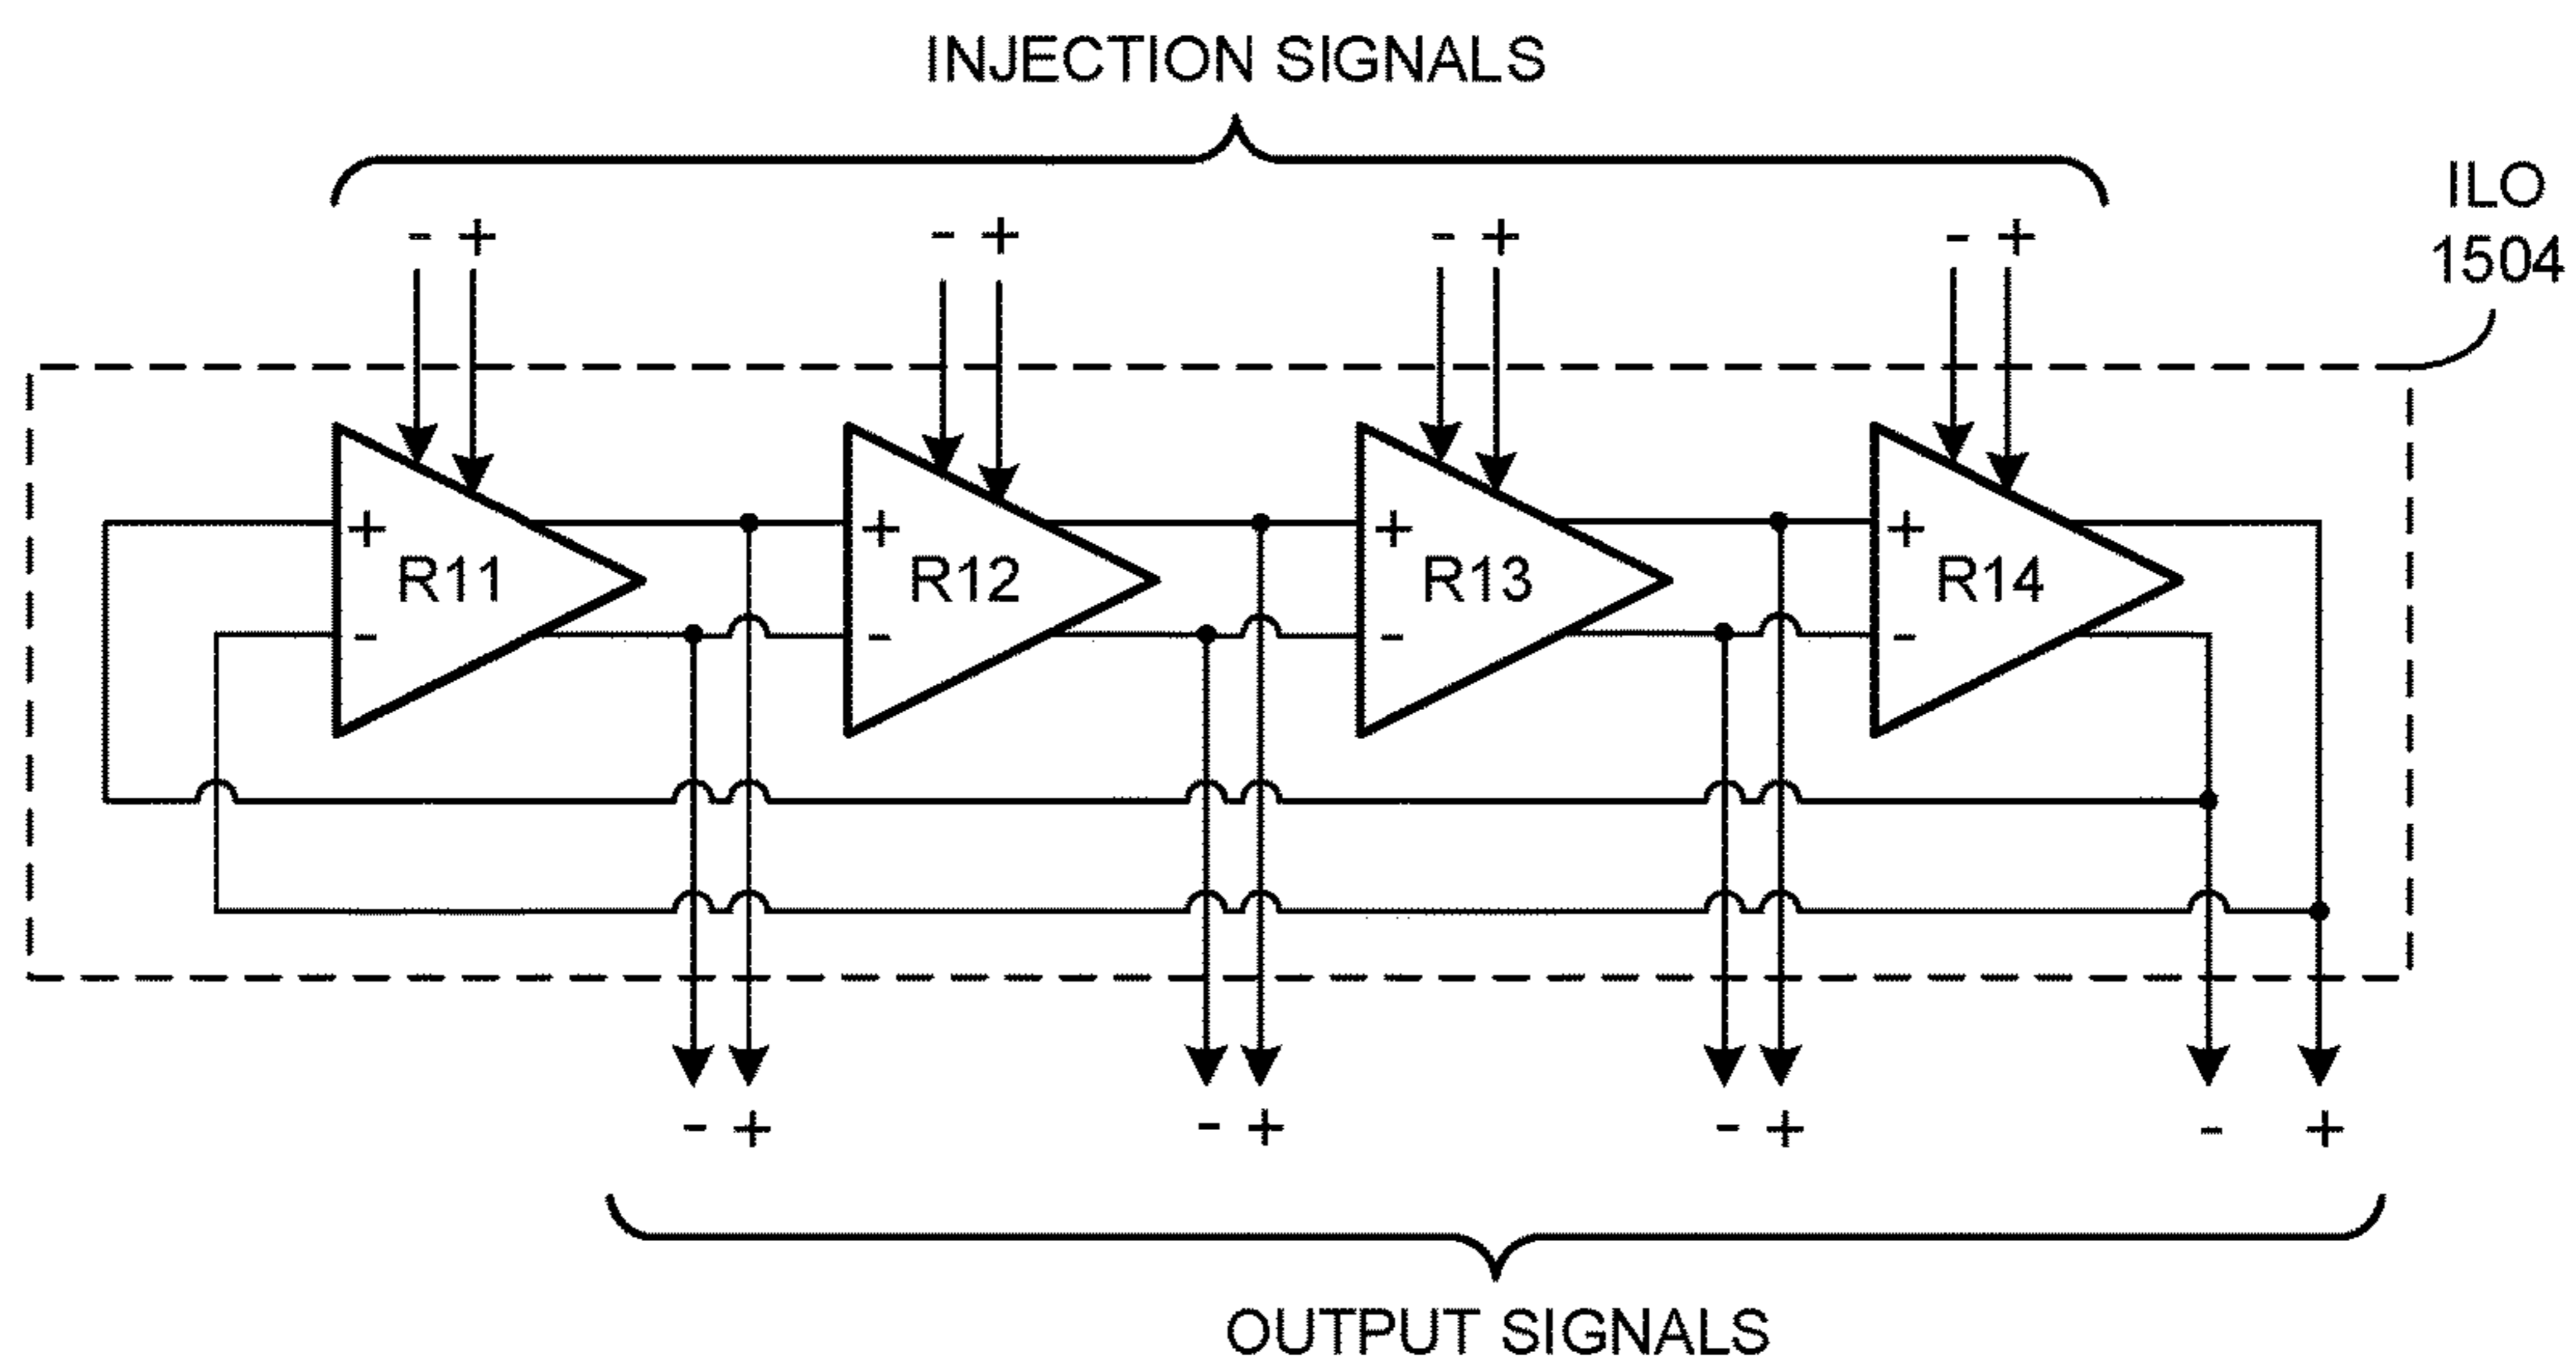 INJECTION SIGNALS
ILO
1504
- + - + - + - +
+ + + +
R11 R12 R13 R14
- - - -
- + - + - + - +
OUTPUT SIGNALS